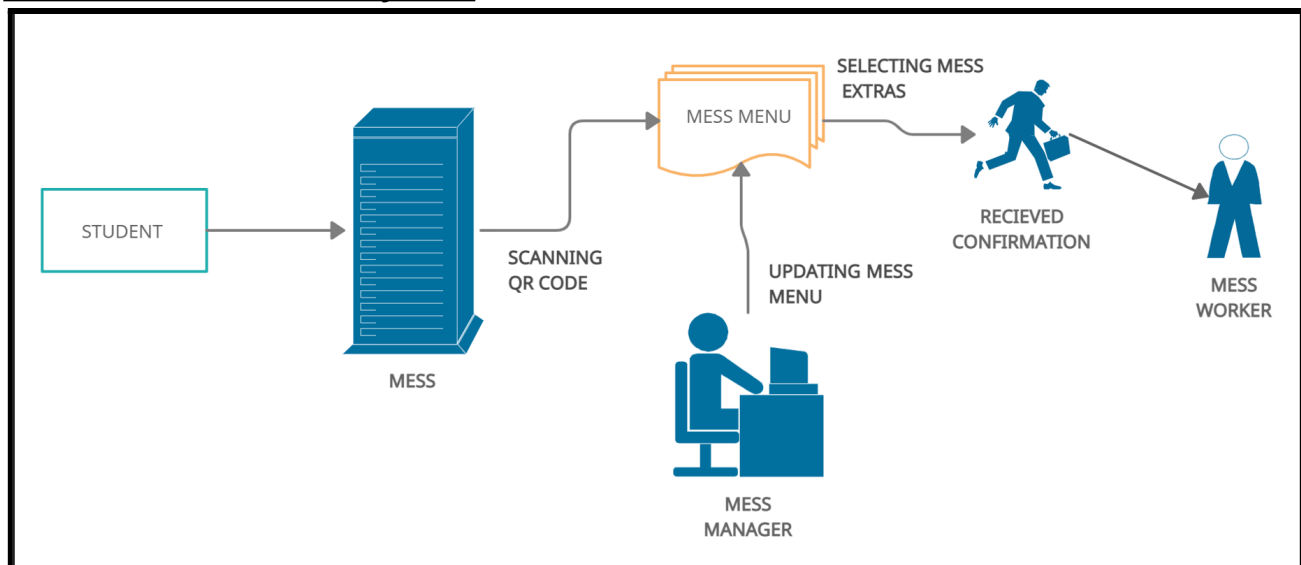 STUDENT
MESS
SCANNING
QR CODE
MESS MENU
SELECTING MESS
EXTRAS
UPDATING MESS
MENU
MESS
MANAGER
RECIEVED
CONFIRMATION
MESS
WORKER